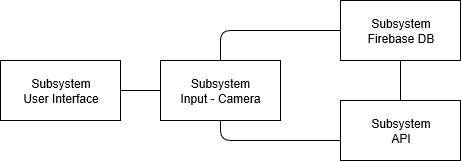 Subsystem
User Interface
Subsystem
Input - Camera
Subsystem
Firebase DB
Subsystem
API